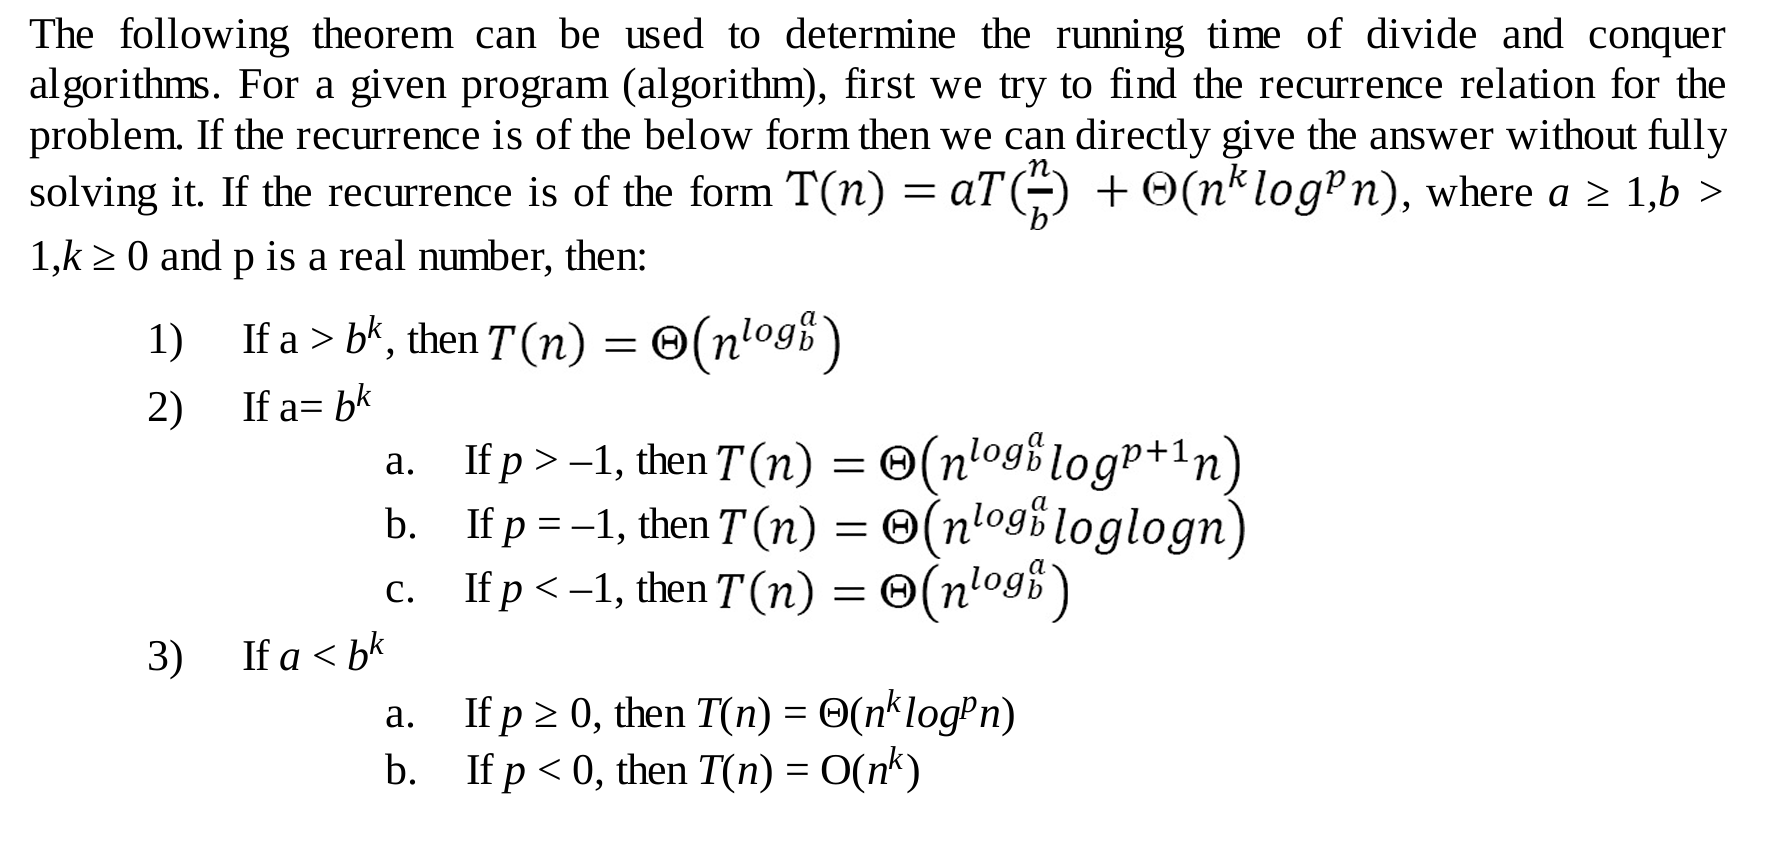 The following theorem can be used to determine the running time of divide and conquer
algorithms. For a given program (algorithm), first we try to find the recurrence relation for the
problem. If the recurrence is of the below form then we can directly give the answer without fully
solving it. If the recurrence is of the form T(n) = aT(n/b) + Θ(n^k log^p n), where a ≥ 1,b >
1,k ≥ 0 and p is a real number, then:
1) If a > b^k, then T(n) = Θ(n^(log_b^a))
2) If a= b^k
a. If p > –1, then T(n) = Θ(n^(log_b^a) log^(p+1) n)
b. If p = –1, then T(n) = Θ(n^(log_b^a) loglogn)
c. If p < –1, then T(n) = Θ(n^(log_b^a))
3) If a < b^k
a. If p ≥ 0, then T(n) = Θ(n^k log^p n)
b. If p < 0, then T(n) = O(n^k)